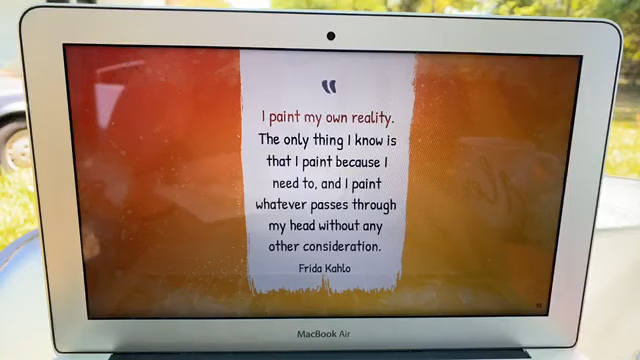 “
I paint my own reality.
The only thing I know is
that I paint because I
need to, and I paint
whatever passes through
my head without any
other consideration.
Frida Kahlo
MacBook Air